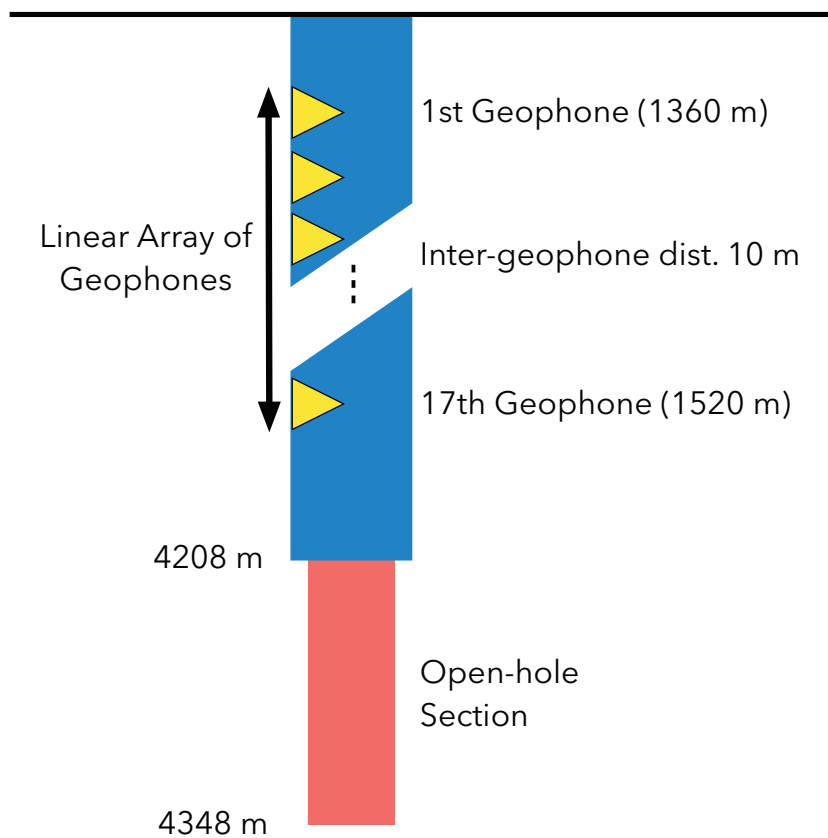 1st Geophone (1360 m)
Linear Array of
Geophones
Inter-geophone dist. 10 m
17th Geophone (1520 m)
4208 m
Open-hole
Section
4348 m